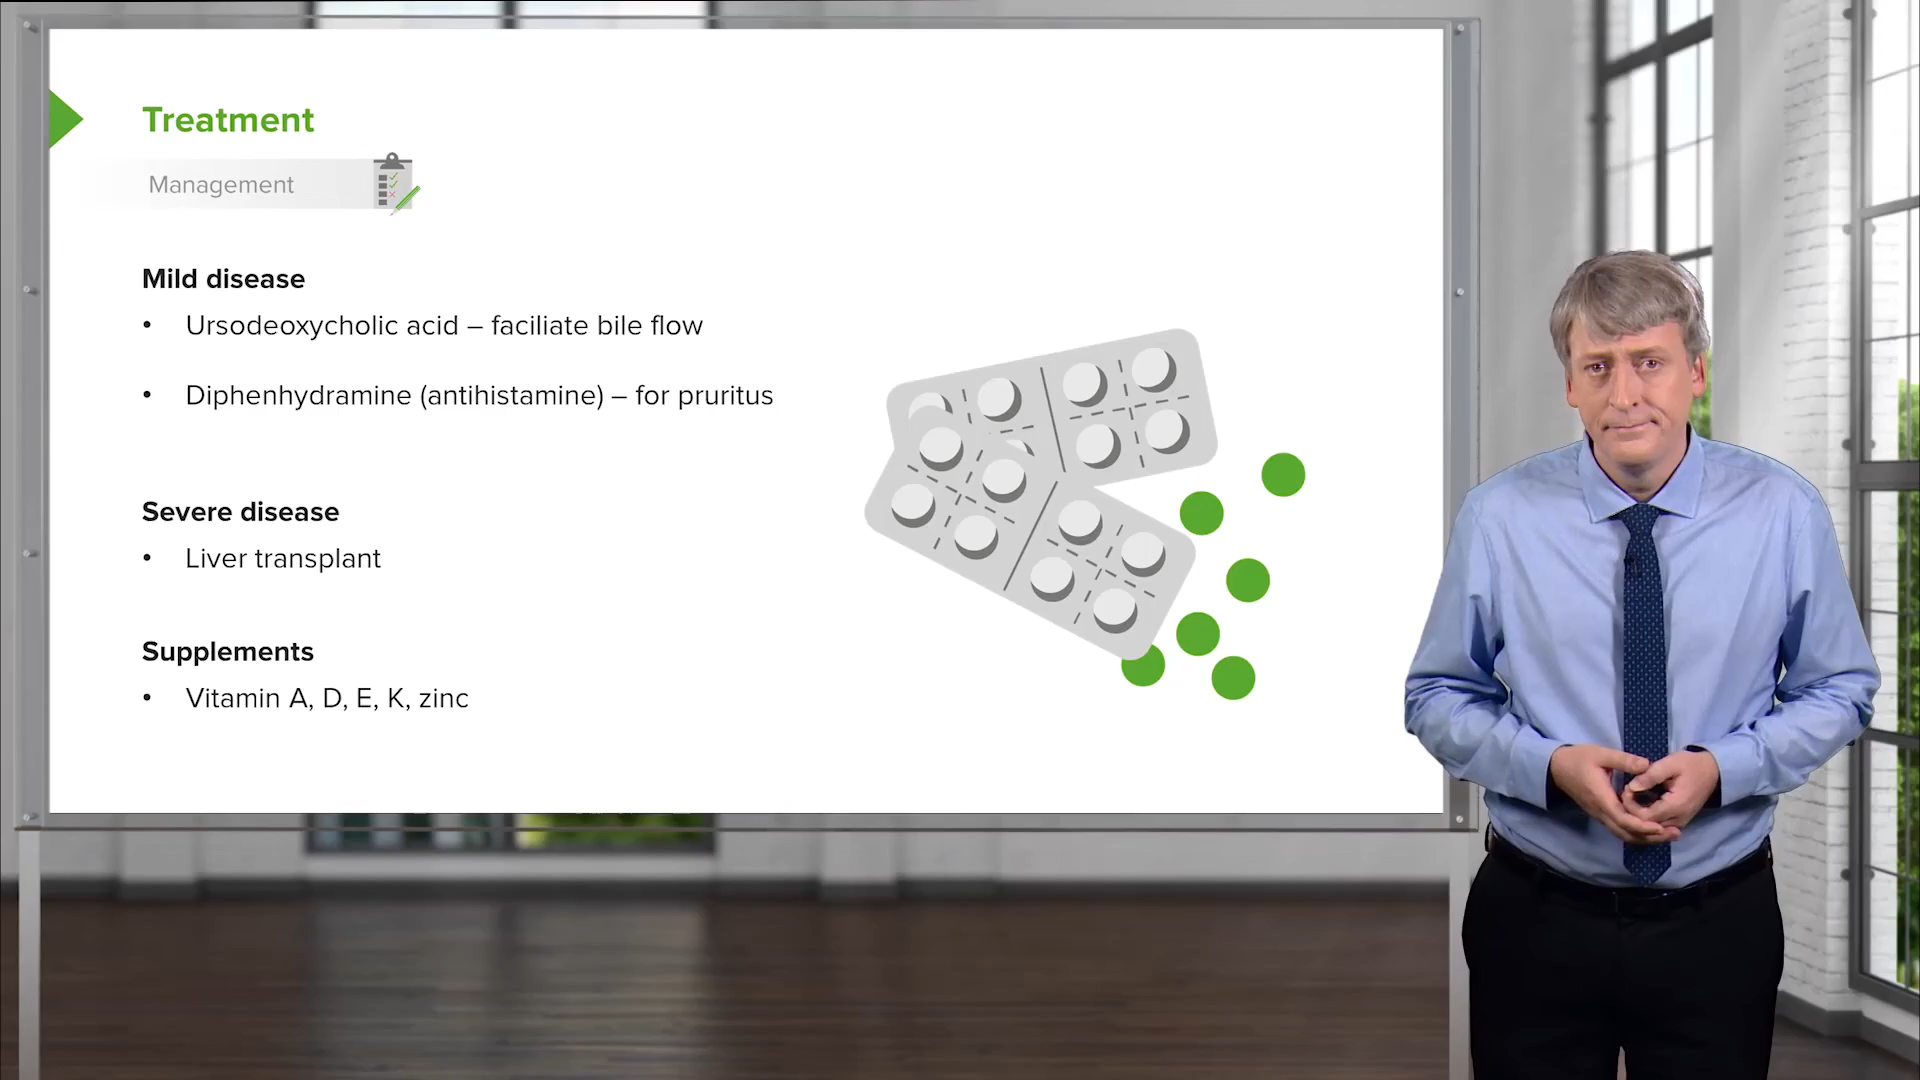 Treatment
Management
Mild disease
• Ursodeoxycholic acid – faciliate bile flow
• Diphenhydramine (antihistamine) – for pruritus
Severe disease
• Liver transplant
Supplements
• Vitamin A, D, E, K, zinc